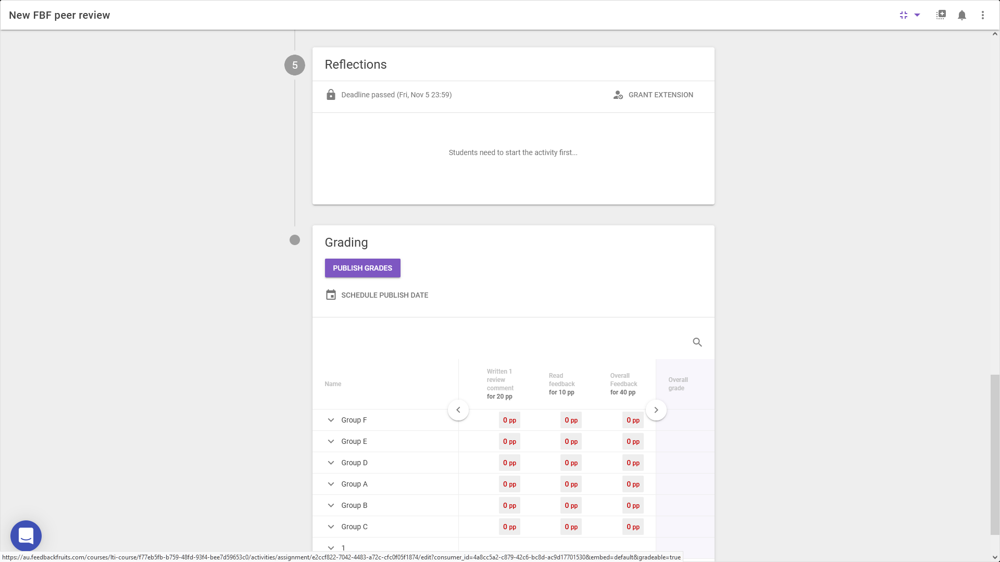 New FBF peer review
5
Reflections
Deadline passed (Fri, Nov 5 23:59)
GRANT EXTENSION
Students need to start the activity first...
Grading
PUBLISH GRADES
SCHEDULE PUBLISH DATE
Name
Written 1
review
comment
for 20 pp
Read
feedback
for 10 pp
Overall
Feedback
for 40 pp
Overall
grade
Group F 0 pp 0 pp 0 pp
Group E 0 pp 0 pp 0 pp
Group D 0 pp 0 pp 0 pp
Group A 0 pp 0 pp 0 pp
Group B 0 pp 0 pp 0 pp
Group C 0 pp 0 pp 0 pp
1
https://au.feedbackfruits.com/courses/lti-course/f77eb5fb-b759-48fd-93f4-bee7d59653c0/activities/assignment/e2ccf822-7042-4483-a72c-cfc0f05f1874/edit?consumer_id=4a8cc5a2-c879-42c6-bc8d-ac9d17701530&embed=default&gradeable=true